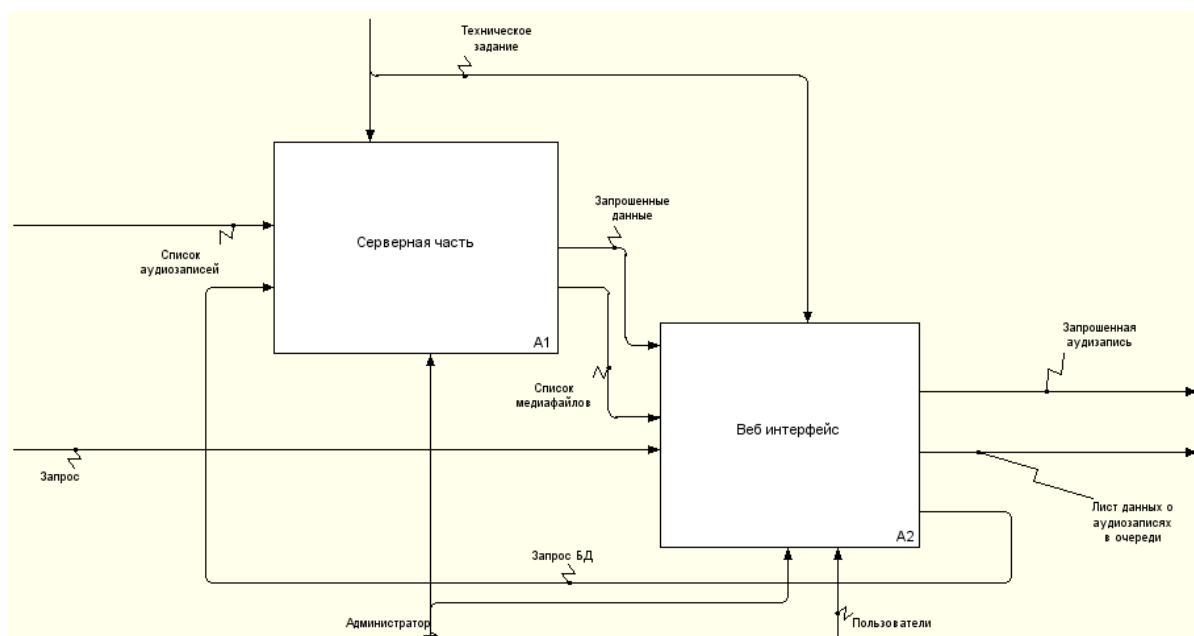 Техническое
задание
Серверная часть
A1
Список
аудиозаписей
Запрошенные
данные
Список
медиафайлов
Запрос
Веб интерфейс
A2
Запрошенная
аудизапись
Лист данных о
аудиозаписях
в очереди
Запрос БД
Администратор
Пользователи